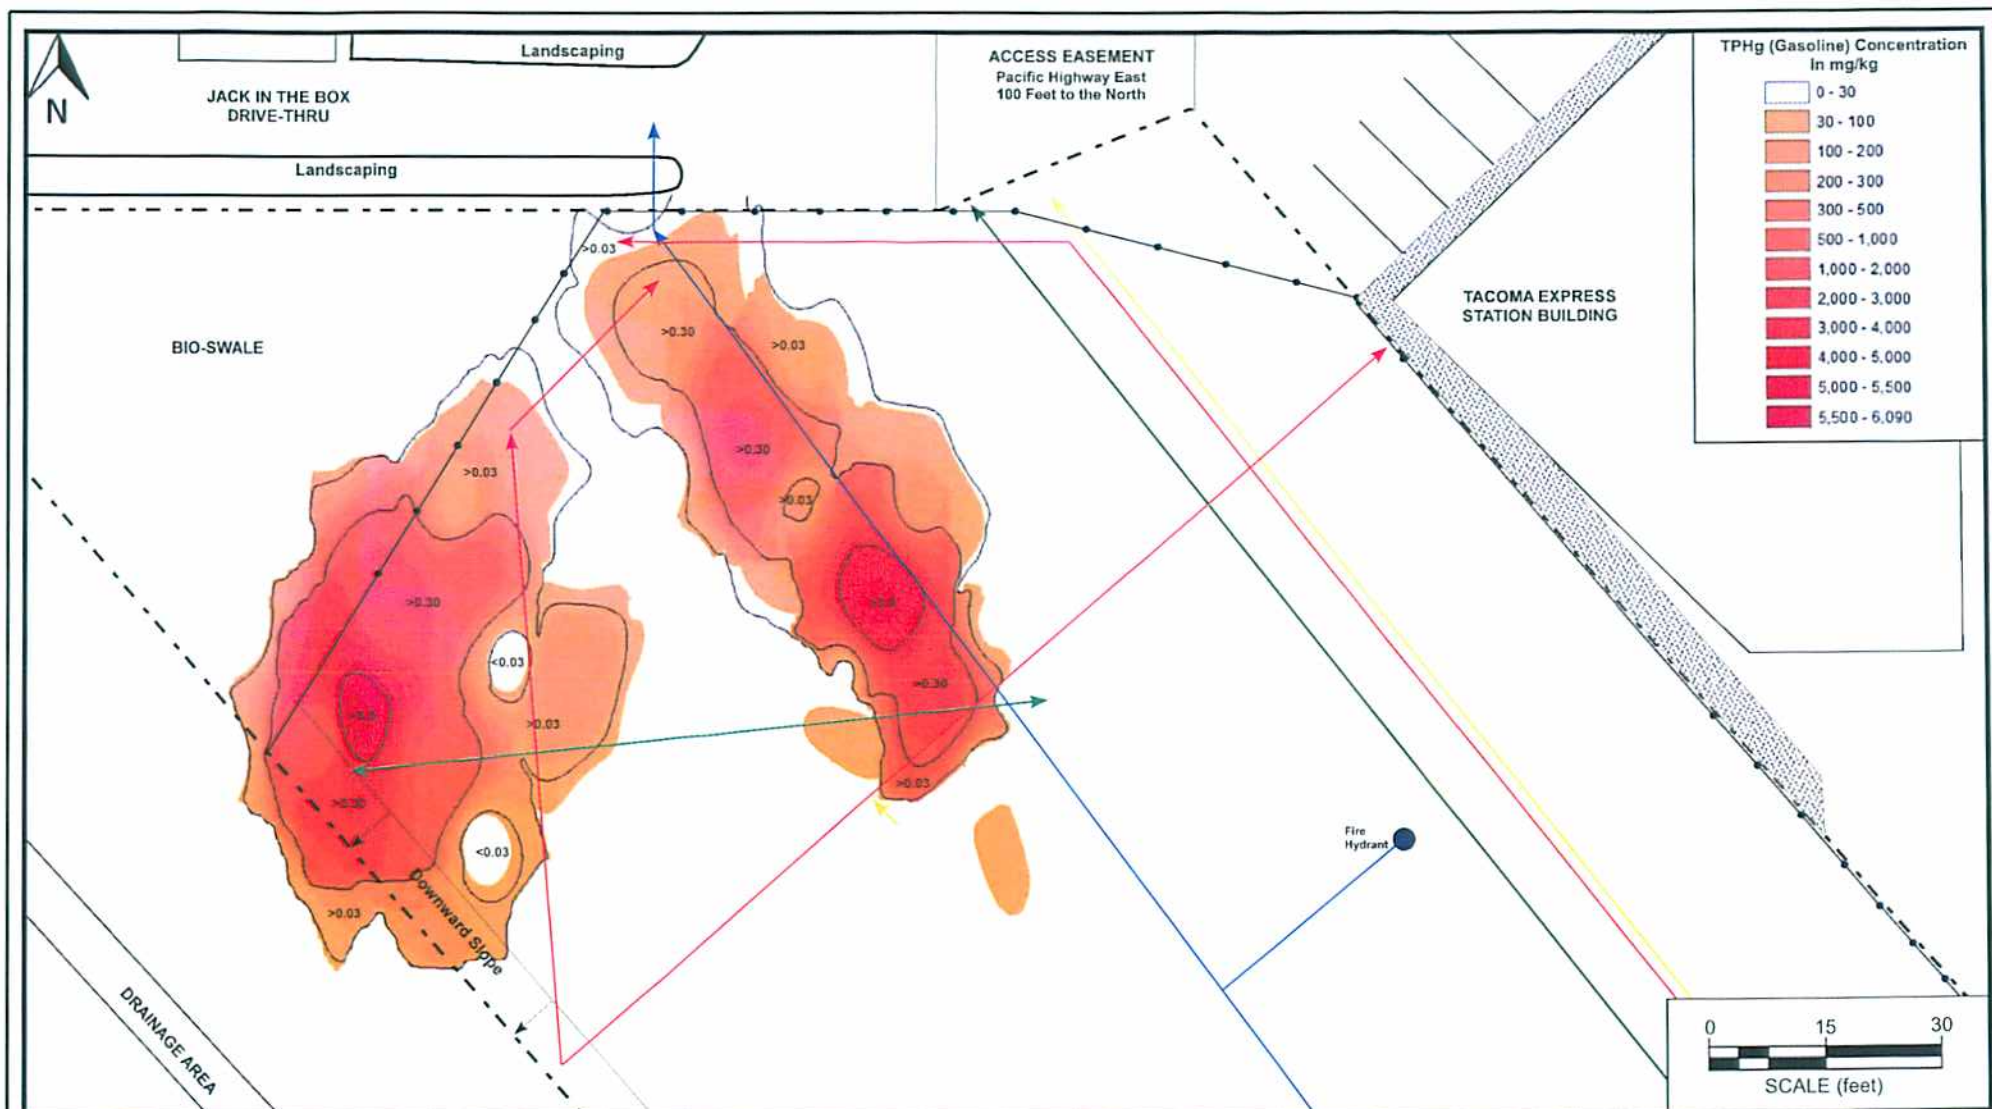 Landscaping
ACCESS EASEMENT
Pacific Highway East
100 Feet to the North
TPHg (Gasoline) Concentration
In mg/kg
0 - 30
30 - 100
100 - 200
200 - 300
300 - 500
500 - 1,000
1,000 - 2,000
2,000 - 3,000
3,000 - 4,000
4,000 - 5,000
5,000 - 5,500
5,500 - 6,090
N
JACK IN THE BOX
DRIVE-THRU
Landscaping
>0.03
TACOMA EXPRESS
STATION BUILDING
BIO-SWALE
>0.30
>0.03
>0.30
>0.03
>0.03
>0.30
<0.03
>0.30
>0.03
>0.03
>0.30
<0.03
Fire
Hydrant
>0.03
Downward Slope
DRAINAGE AREA
0 15 30
SCALE (feet)